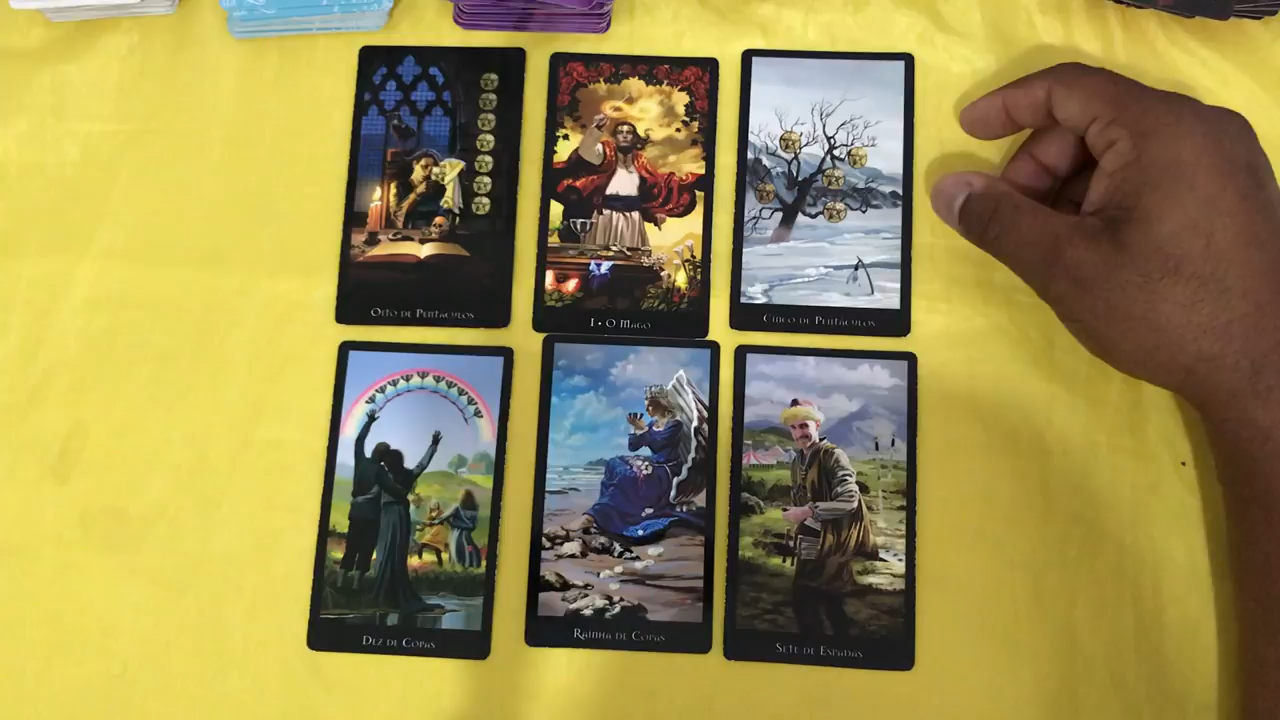 Oito de Pentáculos
I • O Mago
Cinco de Pentáculos
Dez de Copas
Rainha de Copas
Sete de Espadas